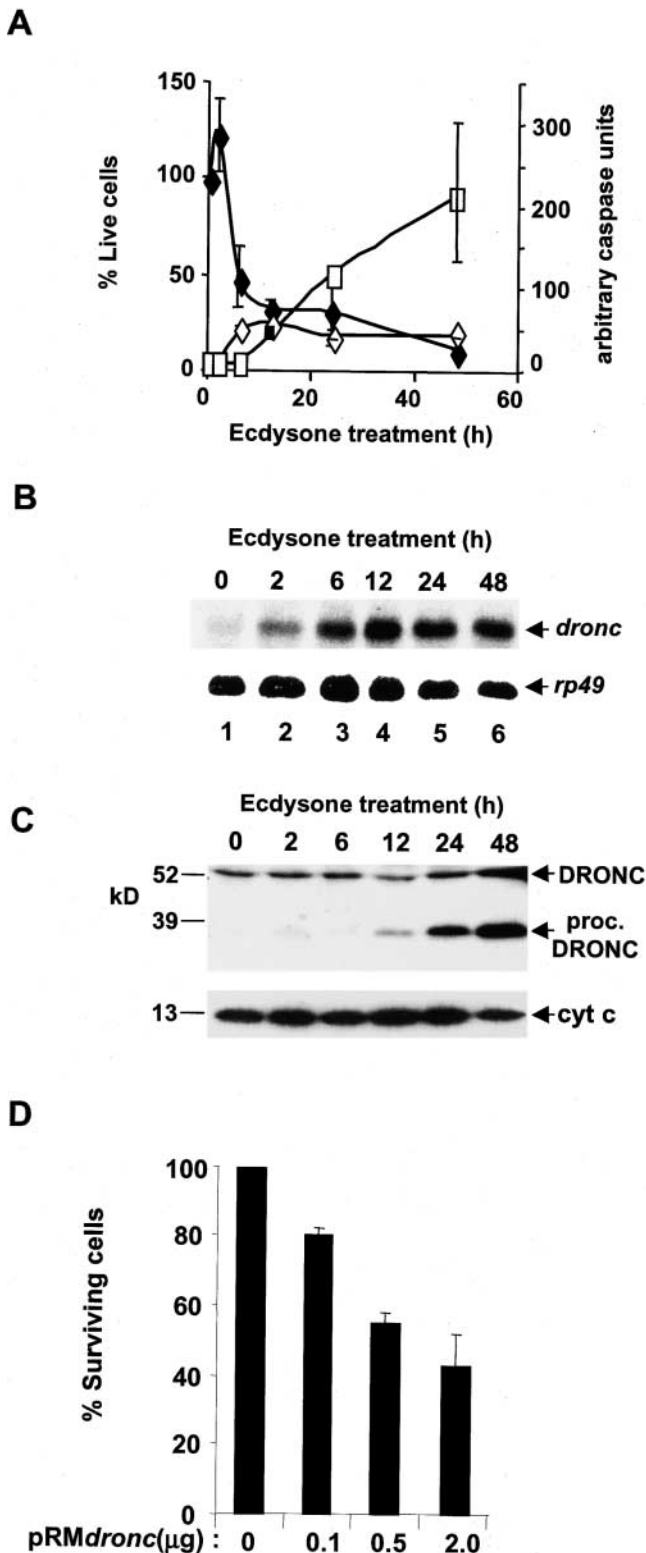 A
150
100
50
0
% Live cells
300
200
100
0
arbitrary caspase units
0 20 40 60
Ecdysone treatment (h)
B
Ecdysone treatment (h)
0 2 6 12 24 48
dronc
rp49
1 2 3 4 5 6
C
Ecdysone treatment (h)
0 2 6 12 24 48
kD
52
DRONC
39
proc.
DRONC
13
cyt c
D
100
80
60
40
20
0
% Surviving cells
pRMdronc(µg) : 0 0.1 0.5 2.0